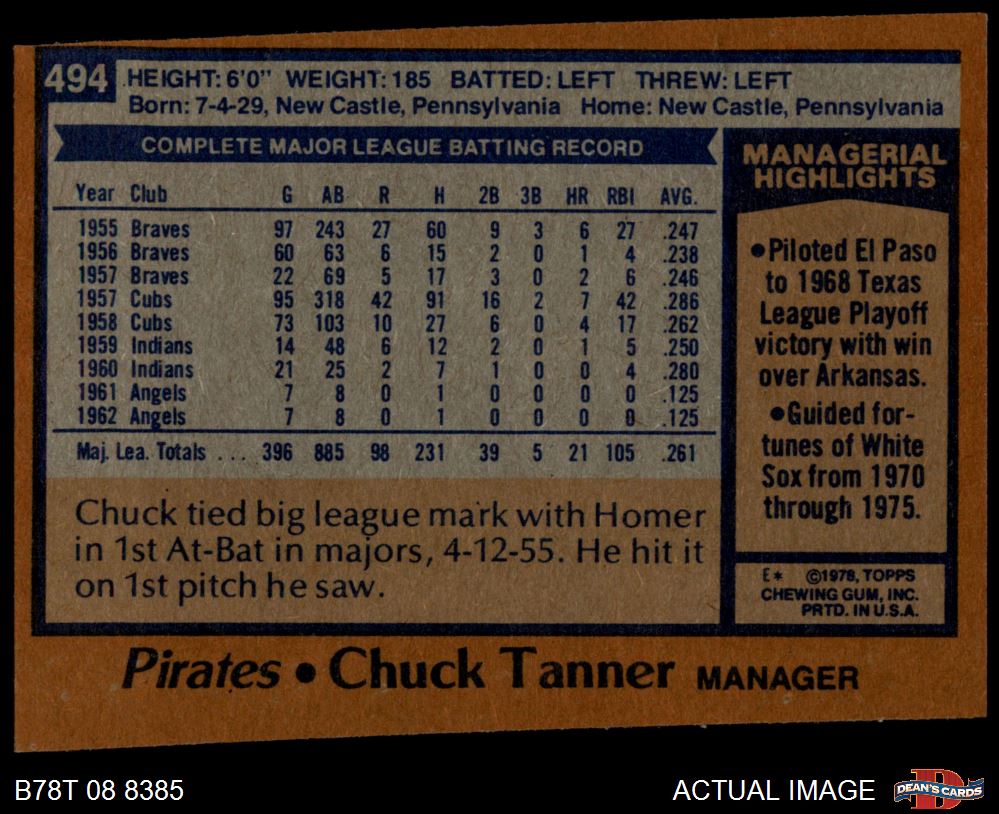 494 HEIGHT: 6'0" WEIGHT: 185 BATTED: LEFT THREW: LEFT
Born: 7-4-29, New Castle, Pennsylvania Home: New Castle, Pennsylvania
COMPLETE MAJOR LEAGUE BATTING RECORD
Year Club G AB R H 2B 3B HR RBI AVG.
1955 Braves 97 243 27 60 9 3 6 27 .247
1956 Braves 60 63 6 15 2 0 1 4 .238
1957 Braves 22 69 5 17 3 0 2 6 .246
1957 Cubs 95 318 42 91 16 2 7 42 .286
1958 Cubs 73 103 10 27 6 0 4 17 .262
1959 Indians 14 48 6 12 2 0 1 5 .250
1960 Indians 21 25 2 7 1 0 0 4 .280
1961 Angels 7 8 0 1 0 0 0 0 .125
1962 Angels 7 8 0 1 0 0 0 0 .125
Maj. Lea. Totals ... 396 885 98 231 39 5 21 105 .261
Chuck tied big league mark with Homer
in 1st At-Bat in majors, 4-12-55. He hit it
on 1st pitch he saw.
MANAGERIAL
HIGHLIGHTS
●Piloted El Paso
to 1968 Texas
League Playoff
victory with win
over Arkansas.
●Guided for-
tunes of White
Sox from 1970
through 1975.
E* ©1978, TOPPS
CHEWING GUM, INC.
PRTD. IN U.S.A.
Pirates • Chuck Tanner MANAGER
B78T 08 8385 ACTUAL IMAGE
D
DEAN'S CARDS